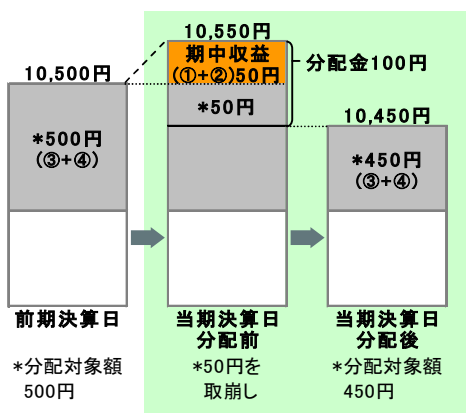 10,550円
期中収益
(①+②)50円
分配金100円
10,500円
*50円
10,450円
*500円
(③+④)
*450円
(③+④)
前期決算日
当期決算日
分配前
当期決算日
分配後
*分配対象額
500円
*50円を
取崩し
*分配対象額
450円